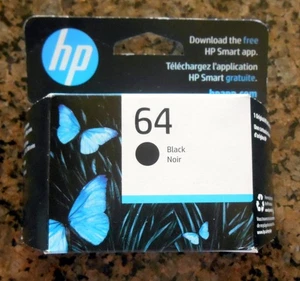 hp
Download the free
HP Smart app.
Téléchargez l'application
HP Smart gratuite.
64
Black
Noir